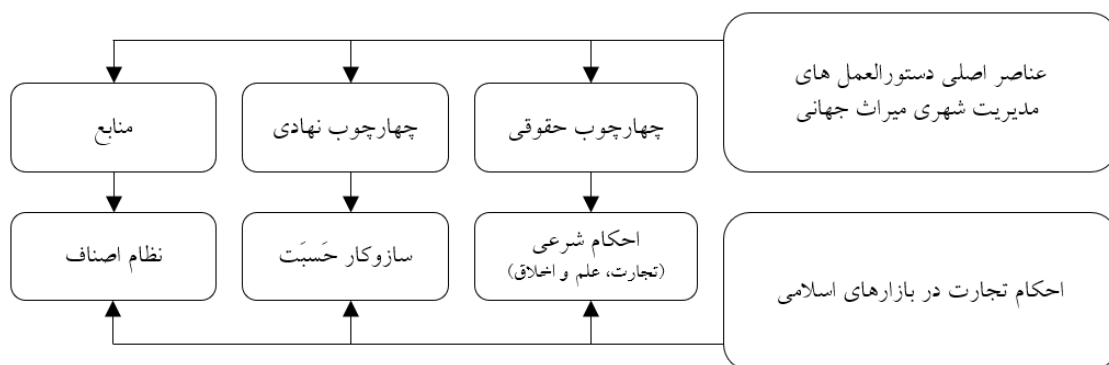 عناصر اصلی دستورالعمل های
مدیریت شهری میراث جهانی
چهارچوب حقوقی
چهارچوب نهادی
منابع
احکام تجارت در بازارهای اسلامی
احکام شرعی
(تجارت، علم و اخلاق)
سازوکار حَسبَت
نظام اصناف